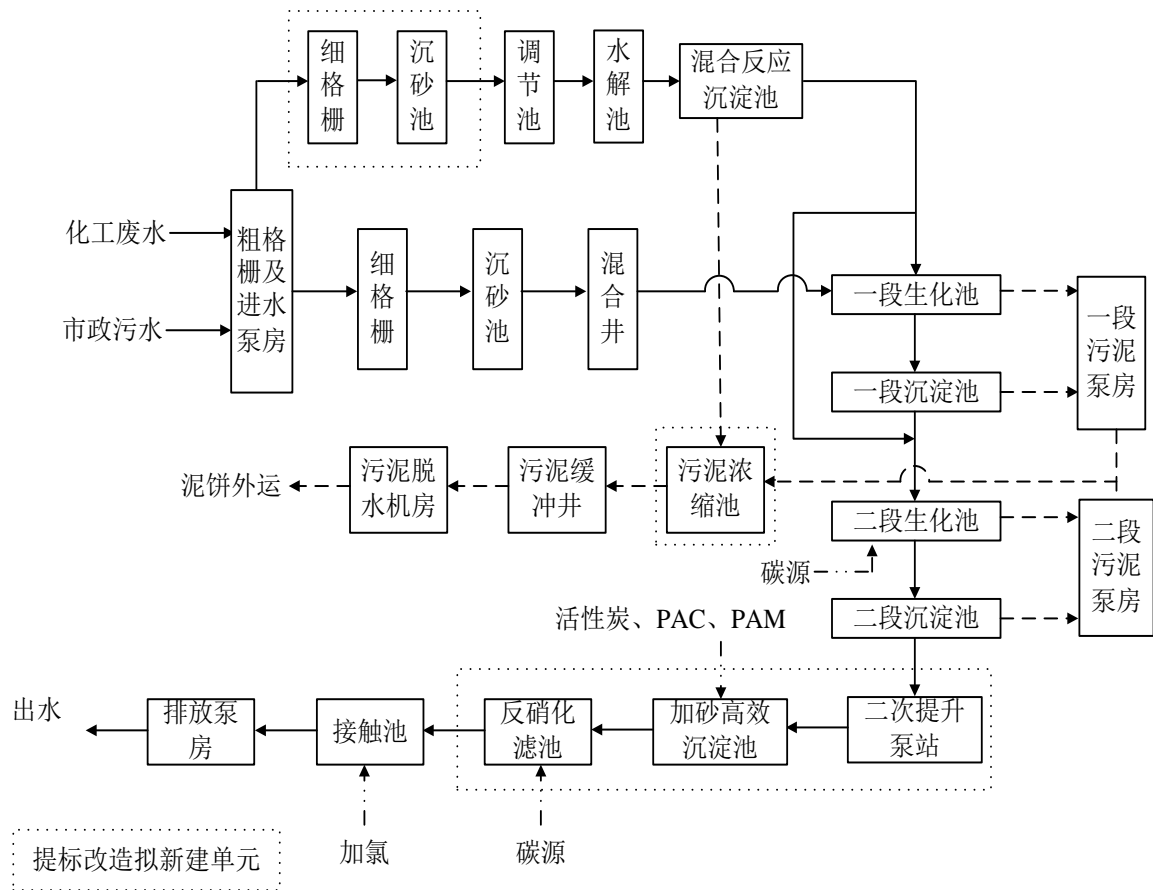 细格栅
沉砂池
调节池
水解池
混合反应
沉淀池
化工废水
市政污水
粗格
栅及
进水
泵房
细格栅
沉砂池
混合井
一段生化池
一段沉淀池
一段
污泥
泵房
泥饼外运
污泥脱
水机房
污泥缓
冲井
污泥浓
缩池
二段生化池
碳源
二段沉淀池
二段
污泥
泵房
活性炭、PAC、PAM
出水
排放泵
房
接触池
反硝化
滤池
加砂高效
沉淀池
二次提升
泵站
加氯
碳源
提标改造拟新建单元